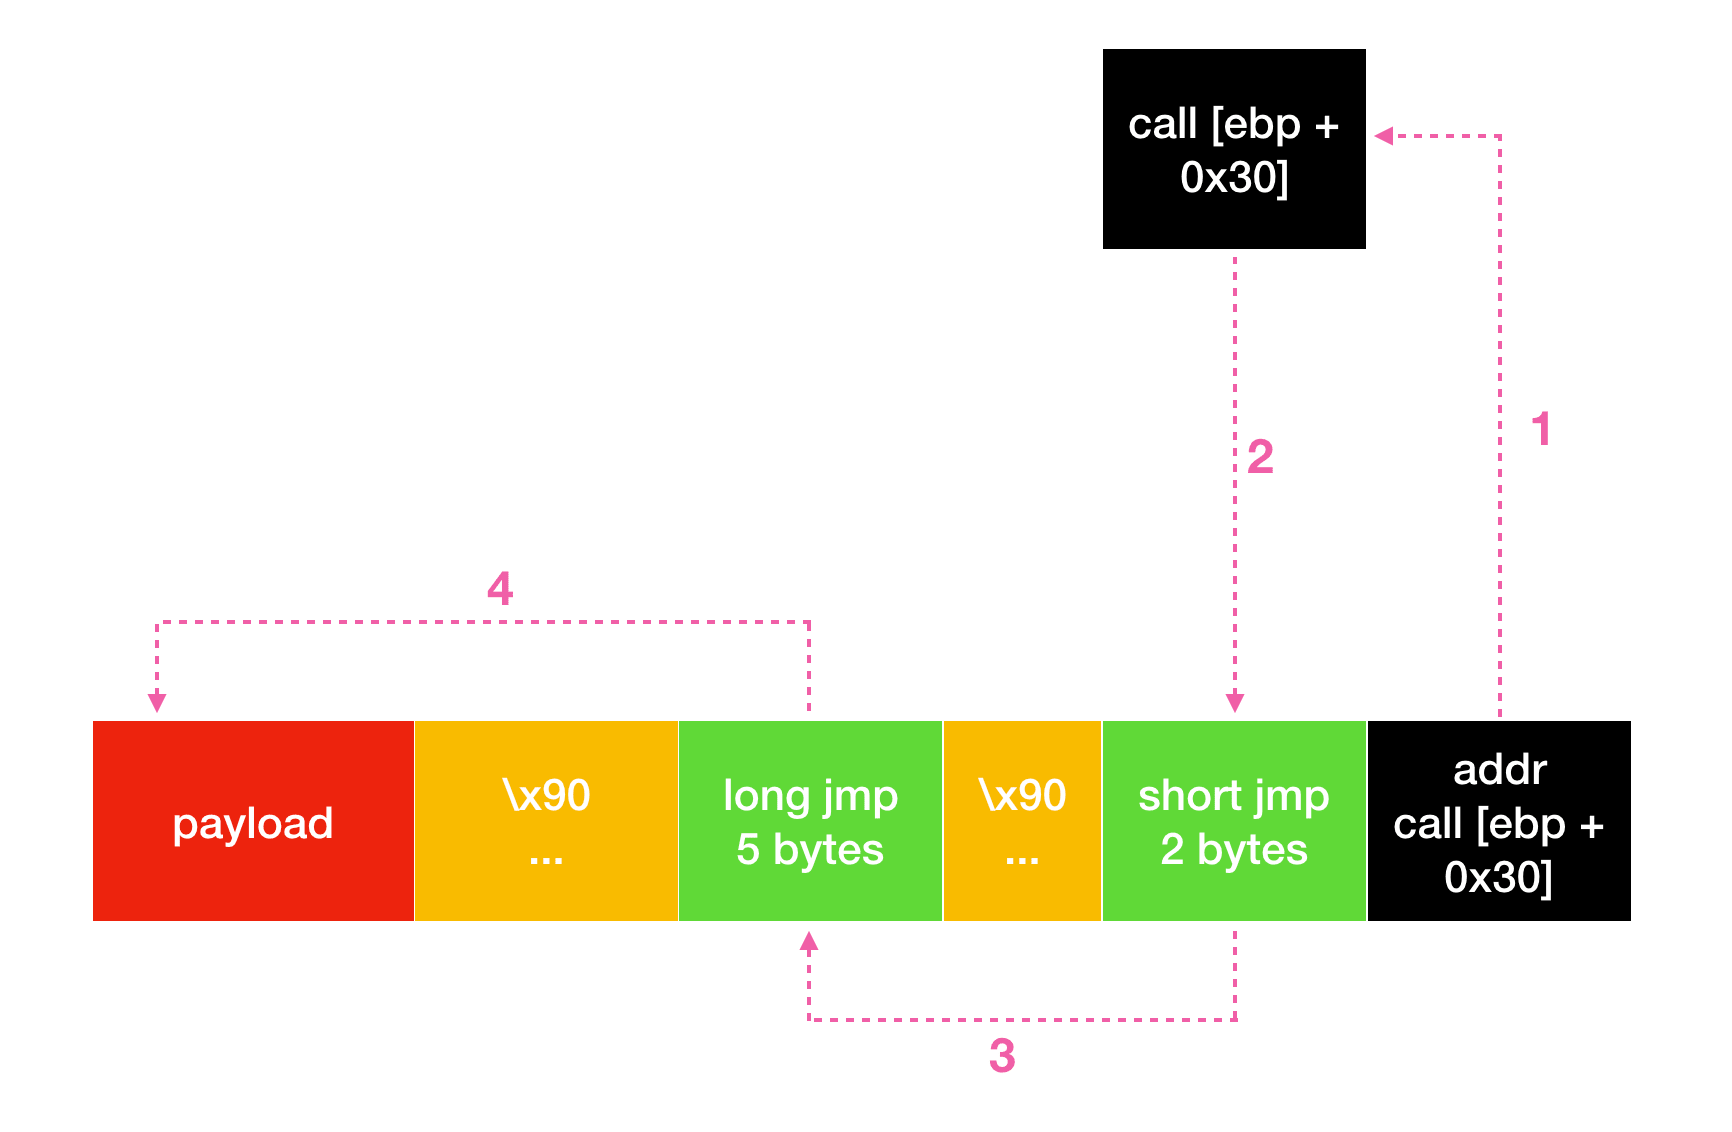 call [ebp +
0x30]
1
2
4
payload
\x90
...
long jmp
5 bytes
\x90
...
short jmp
2 bytes
addr
call [ebp +
0x30]
3